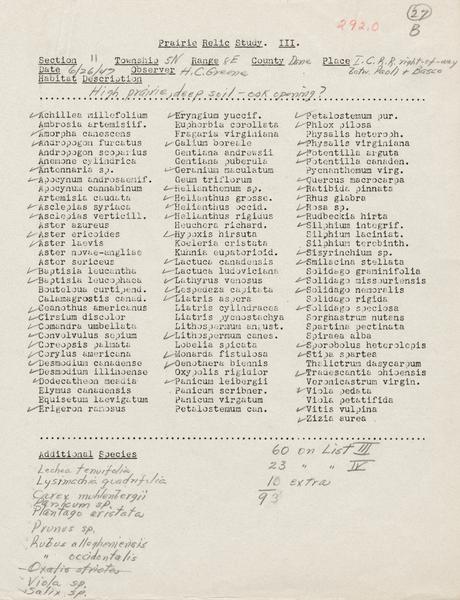 292.0
27
B
Prairie Relic Study. III.
Section 11 Township 5N Range 8E County Dane Place I.C.R.R. right-of-way
Date 6/26/47 Observer H.C. Greene Betw. Paoli + Basco
Habitat Description
High prairie, deep soil - oak opening?
Achillea millefolium
Ambrosia artemisiif.
Amorpha canescens
Andropogon furcatus
Andropogon scoparius
Anemone cylindrica
Antennaria sp.
Apocynum androsaemif.
Apocynum cannabinum
Artemisia caudata
Asclepias syriaca
Asclepias verticill.
Aster azureus
Aster ericoides
Aster laevis
Aster novae-angliae
Aster sericeus
Baptisia leucantha
Baptisia leucophaea
Bouteloua curtipend.
Calamagrostis canad.
Ceanothus americanus
Cirsium discolor
Comandra umbellata
Convolvulus sepium
Coreopsis palmata
Corylus americana
Desmodium canadense
Desmodium illinoense
Dodecatheon meadia
Elymus canadensis
Equisetum laevigatum
Erigeron ramosus
Eryngium yuccif.
Euphorbia corollata
Fragaria virginiana
Galium boreale
Gentiana andrewsii
Gentiana puberula
Geranium maculatum
Geum triflorum
Helianthemum sp.
Helianthus grosse.
Helianthus occid.
Helianthus rigidus
Heuchera richard.
Hypoxis hirsuta
Koeleria cristata
Kuhnia eupatorioid.
Lactuca canadensis
Lactuca ludoviciana
Lathyrus venosus
Lespedeza capitata
Liatris aspera
Liatris cylindracea
Liatris pycnostachya
Lithospermum angust.
Lithospermum canes.
Lobelia spicata
Monarda fistulosa
Oenothera biennis
Oxypolis rigidior
Panicum leibergii
Panicum scribner.
Panicum virgatum
Petalostemum can.
Petalostemum pur.
Phlox pilosa
Physalis heteroph.
Physalis virginiana
Potentilla arguta
Potentilla canaden.
Pycnanthemum virg.
Quercus macrocarpa
Ratibida pinnata
Rhus glabra
Rosa sp.
Rudbeckia hirta
Silphium integrif.
Silphium laciniat.
Silphium terebinth.
Sisyrinchium sp.
Smilacina stellata
Solidago graminifolia
Solidago missouriensis
Solidago nemoralis
Solidago rigida
Solidago speciosa
Sorghastrum nutans
Spartina pectinata
Spiraea alba
Sporobolus heterolepis
Stipa spartea
Thalictrum dasycarpum
Tradescantia ohioensis
Veronicastrum virgin.
Viola pedata
Viola pedatifida
Vitis vulpina
Zizia aurea
Additional Species
Lechea tenuifolia
Lysimachia quadrifolia
Carex muhlenbergii
Panicum sp.
Plantago aristata
Prunus sp.
Rubus allegheniensis
" occidentalis
Oxalis stricta
Viola sp.
Salix sp.
60 on List III
23 " " IV
10 extra
93